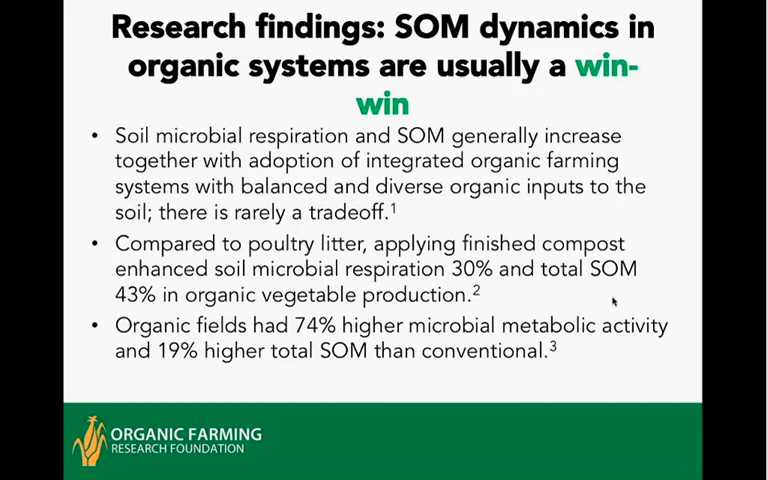 Research findings: SOM dynamics in
organic systems are usually a win-
win
• Soil microbial respiration and SOM generally increase
together with adoption of integrated organic farming
systems with balanced and diverse organic inputs to the
soil; there is rarely a tradeoff.¹
• Compared to poultry litter, applying finished compost
enhanced soil microbial respiration 30% and total SOM
43% in organic vegetable production.²
• Organic fields had 74% higher microbial metabolic activity
and 19% higher total SOM than conventional.³
ORGANIC FARMING
RESEARCH FOUNDATION